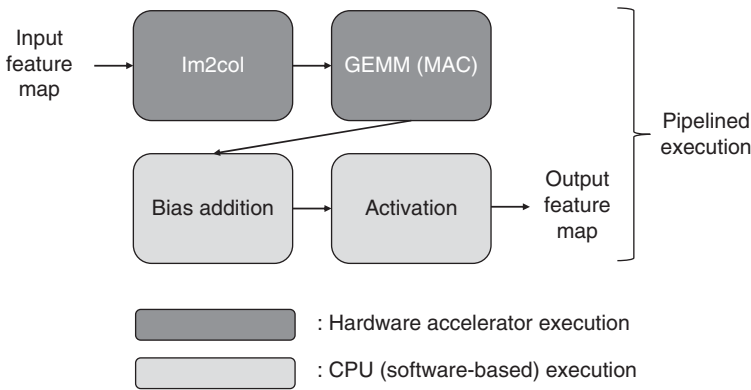 Input
feature
map
Im2col
GEMM (MAC)
Pipelined
execution
Bias addition
Activation
Output
feature
map
: Hardware accelerator execution
: CPU (software-based) execution